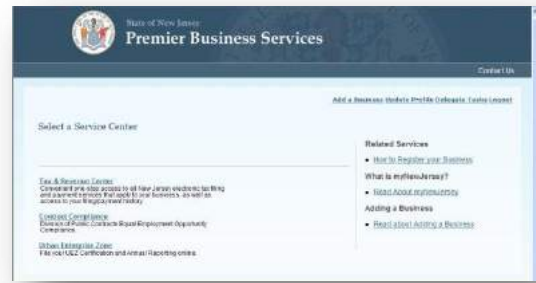 State of New Jersey
Premier Business Services
Contact Us
Add a Business Update Profile Delegate Tasks Logout
Select a Service Center
Related Services
How to Register your Business
What is myNewJersey?
Read About myNewJersey
Adding a Business
Read about Adding a Business
Tax & Revenue Center
Convenient one-stop access to all New Jersey electronic tax filing
and payment services that apply to your business, as well as
access to your filing/payment history.
Contract Compliance
Division of Public Contracts Equal Employment Opportunity
Compliance.
Urban Enterprise Zone
File your UEZ Certification and Annual Reporting online.